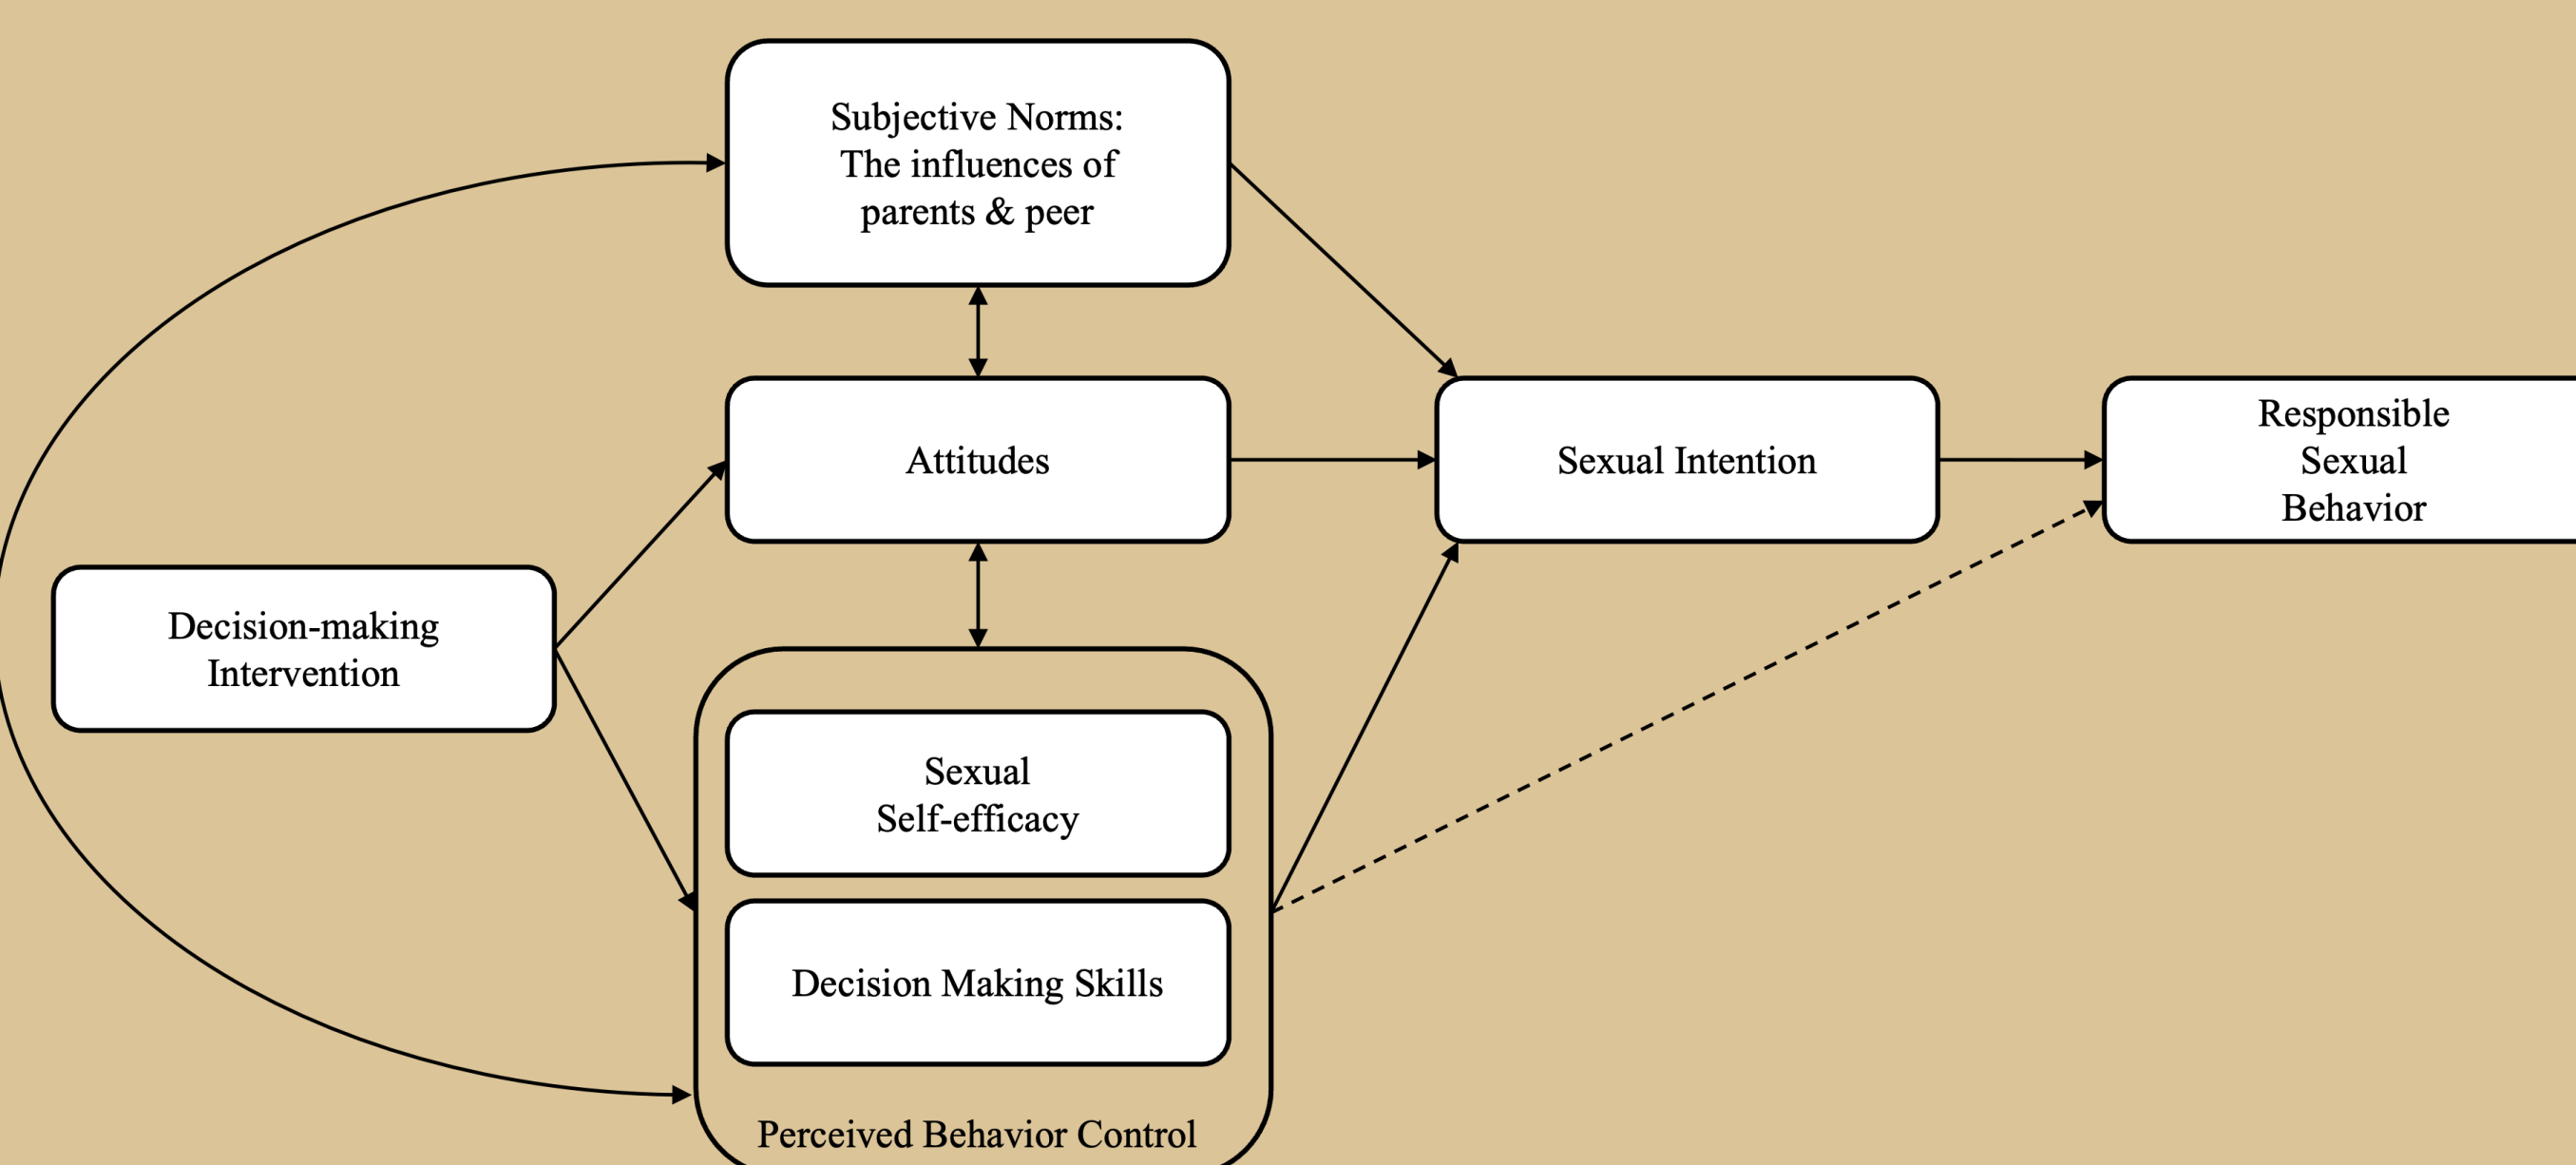 Subjective Norms:
The influences of
parents & peer
Attitudes
Sexual Intention
Responsible
Sexual
Behavior
Decision-making
Intervention
Sexual
Self-efficacy
Decision Making Skills
Perceived Behavior Control